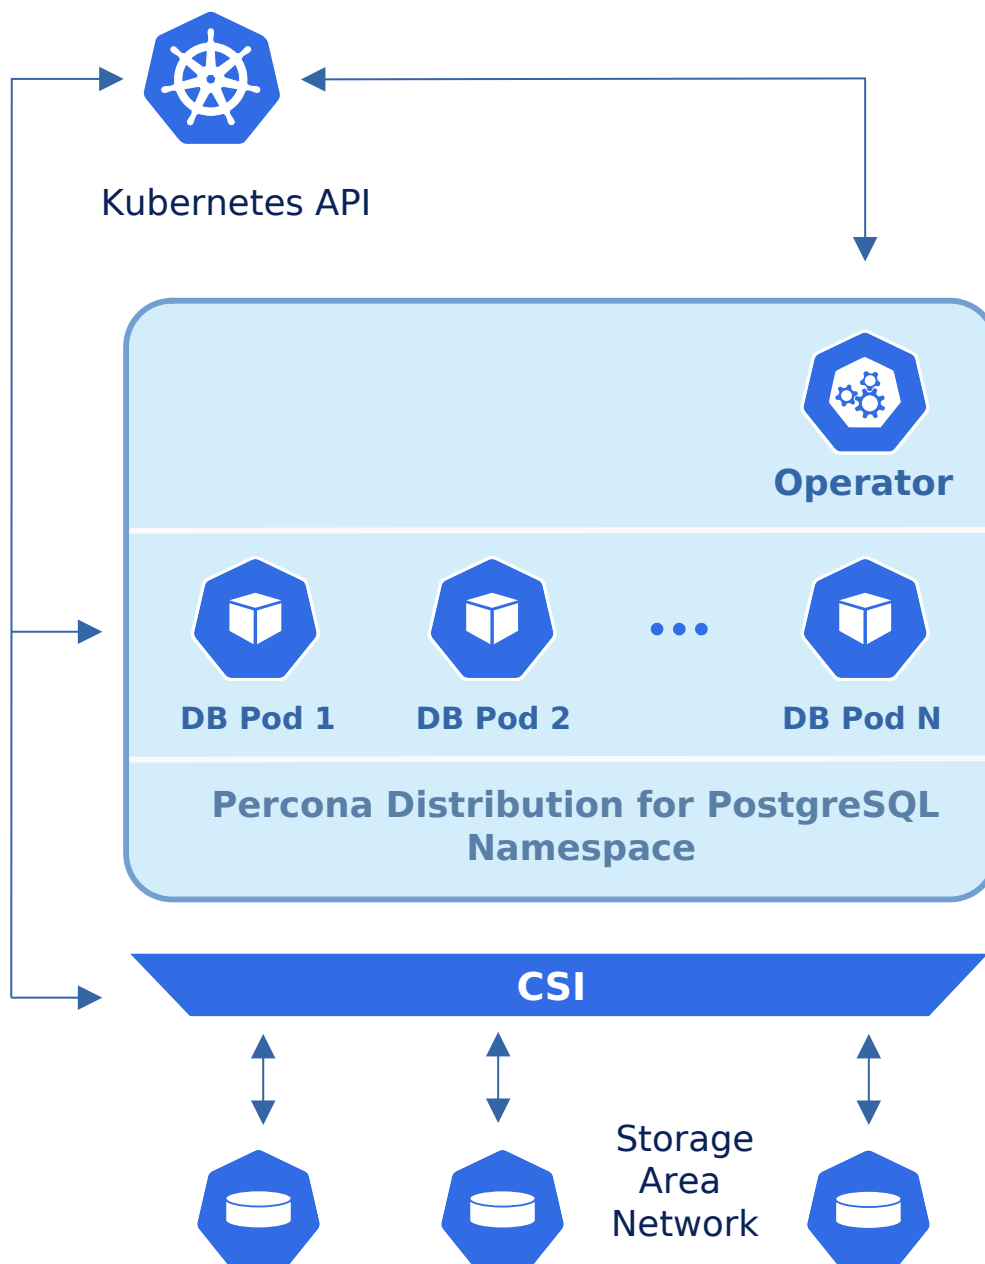 Kubernetes API
Operator
DB Pod 1
DB Pod 2
DB Pod N
Percona Distribution for PostgreSQL
Namespace
CSI
Storage
Area
Network